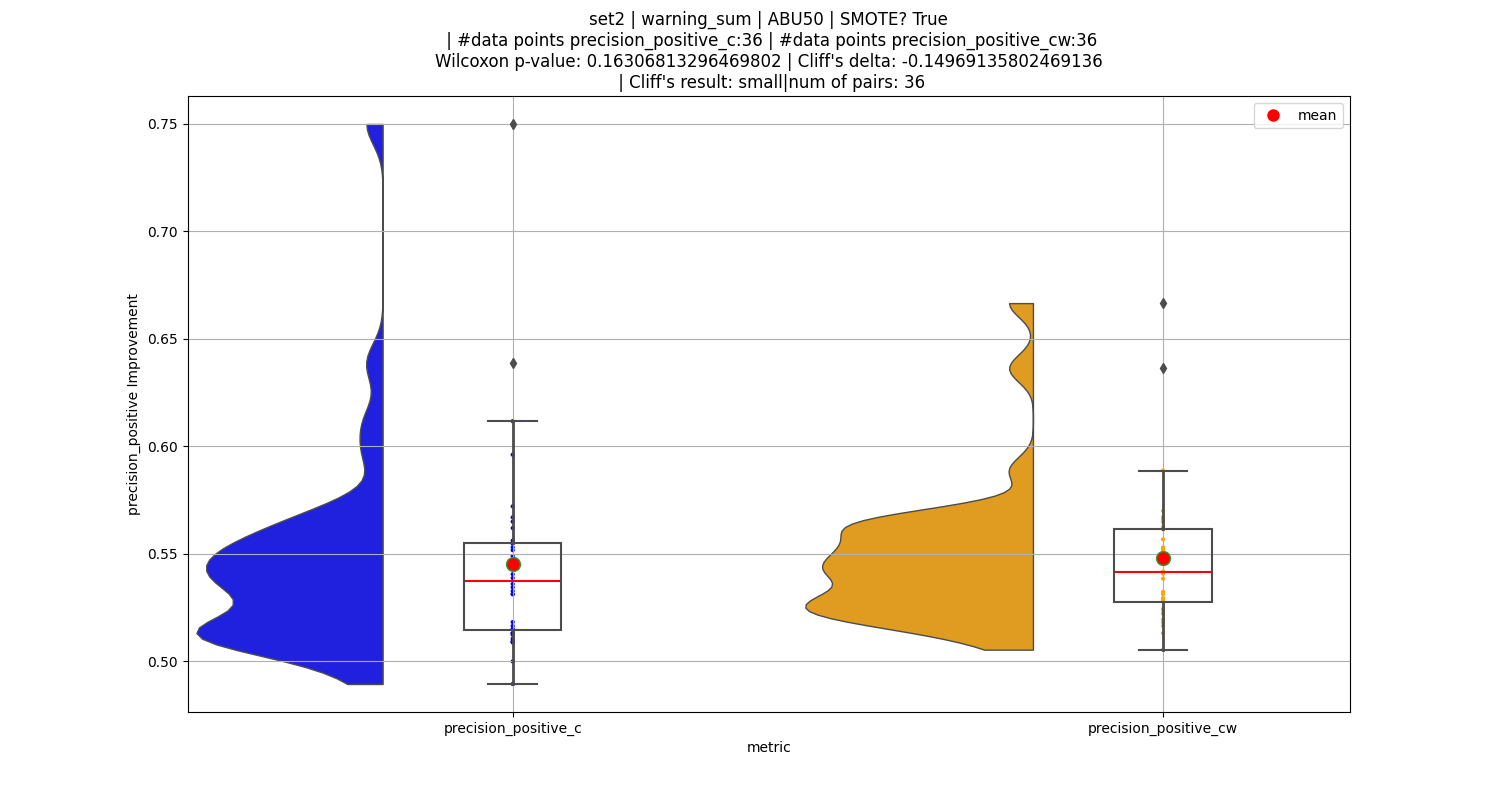 set2 | warning_sum | ABU50 | SMOTE? True
| #data points precision_positive_c:36 | #data points precision_positive_cw:36
Wilcoxon p-value: 0.16306813296469802 | Cliff's delta: -0.14969135802469136
| Cliff's result: small|num of pairs: 36
mean
0.75
0.70
0.65
0.60
0.55
0.50
precision_positive Improvement
precision_positive_c
precision_positive_cw
metric